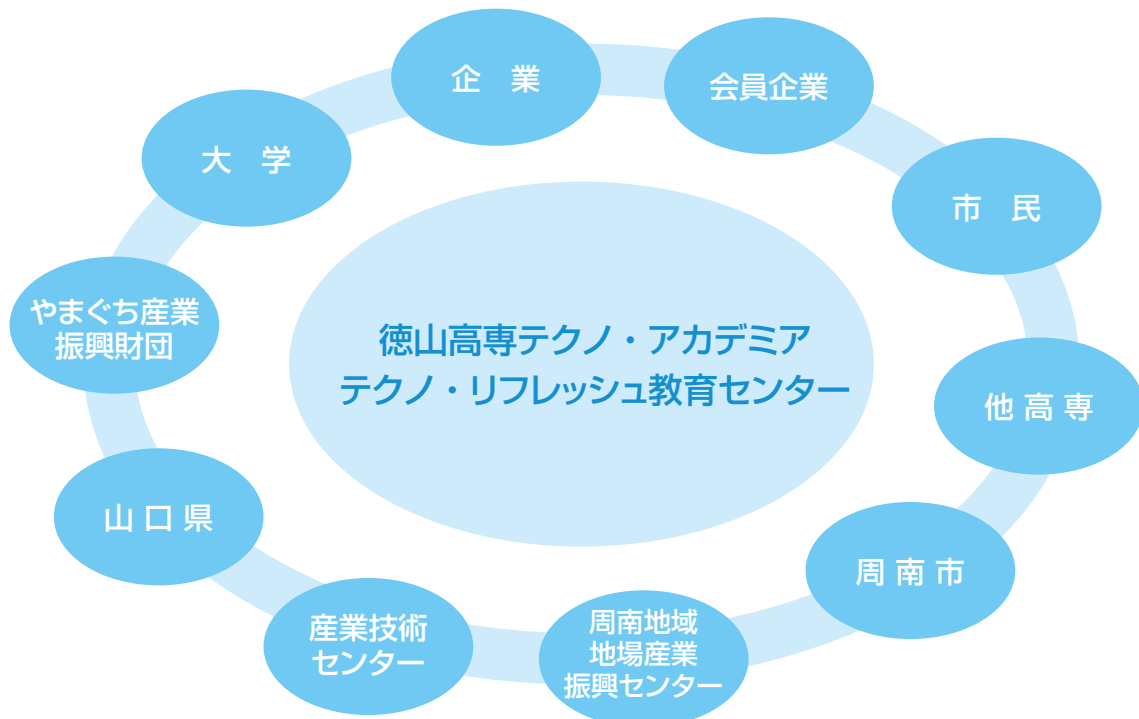 企　業
会員企業
大　学
市　民
やまぐち産業
振興財団
徳山高専テクノ・アカデミア
テクノ・リフレッシュ教育センター
他 高 専
山 口 県
周 南 市
産業技術
センター
周南地域
地場産業
振興センター